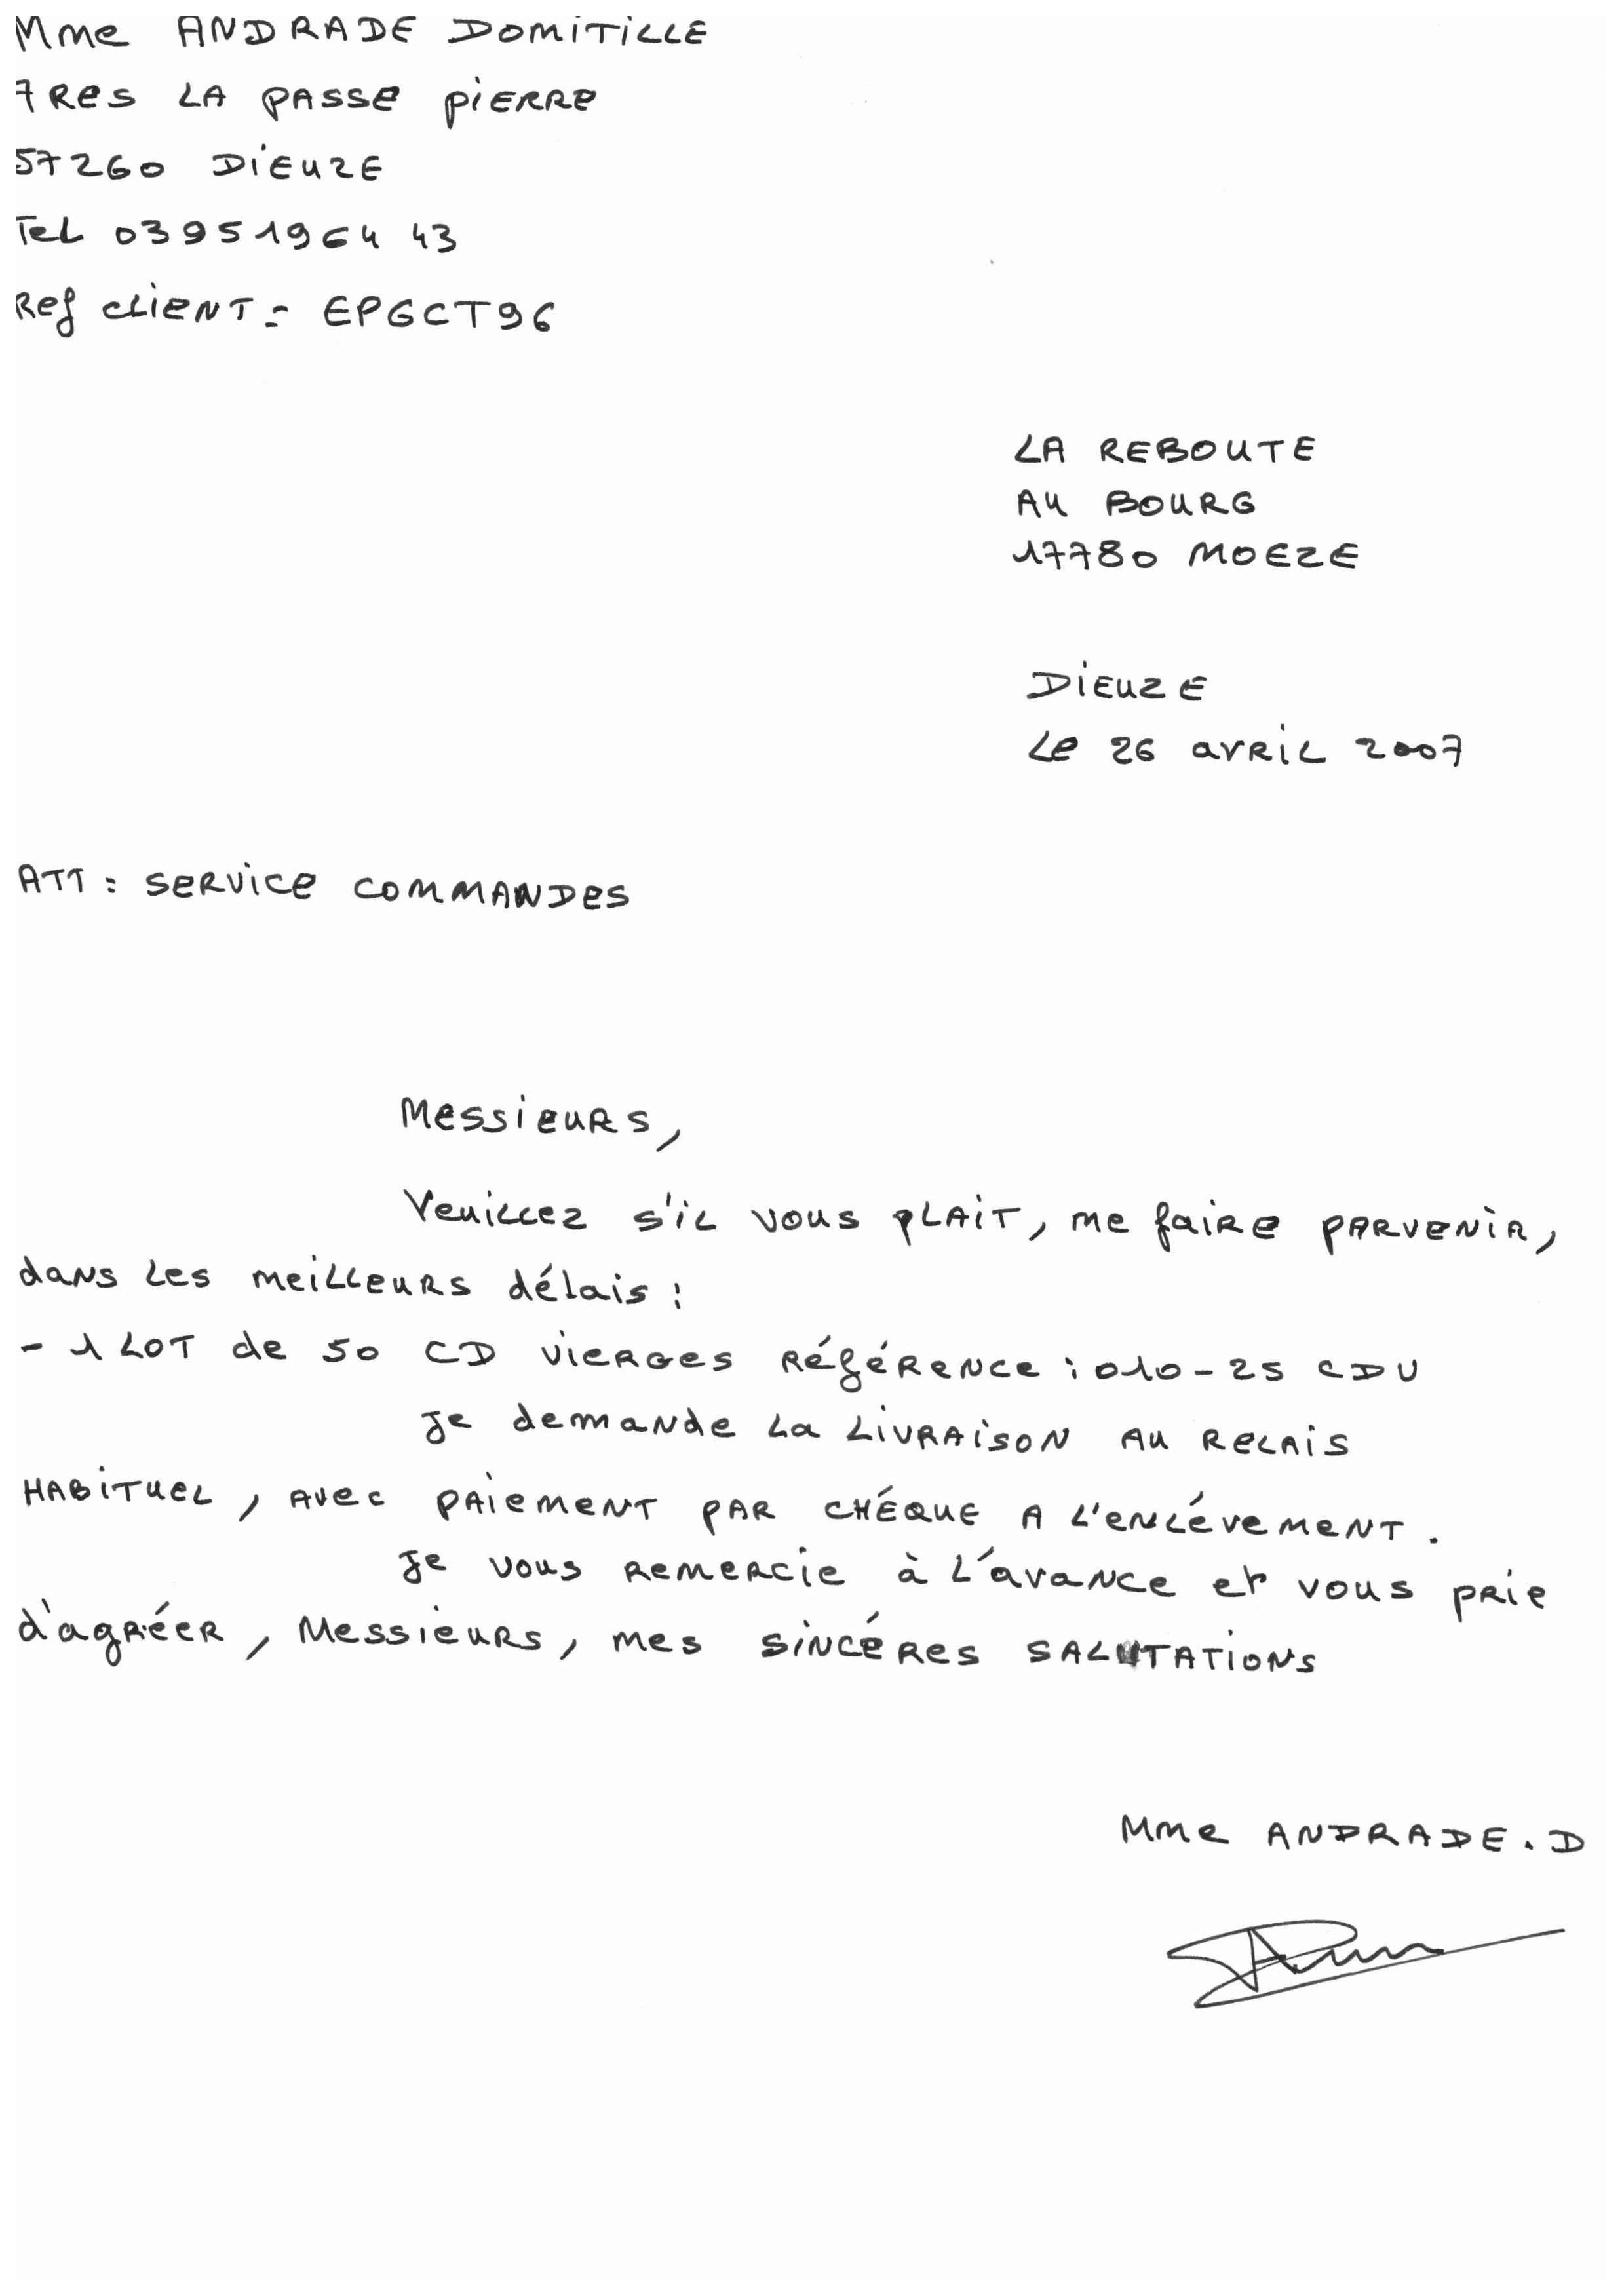 Mme ANDRADE DOMITILLE
7 RES LA PASSE PIERRE
57260 DIEUZE
Tel 03 95 19 64 43
Ref CLIENT = EPGCT96
LA REBOUTE
AU BOURG
17780 MOEZE
DIEUZE
Le 26 avril 2007
ATT : SERVICE COMMANDES
Messieurs,
Veuillez s'il vous plait, me faire parvenir,
dans les meilleurs délais :
- 1 LOT de 50 CD vierges Référence : 010-25 CDU
Je demande la livraison au relais
HABITUEL, avec paiement par chéque a l'enlévement.
Je vous remercie à l'avance et vous prie
d'agréer, Messieurs, mes sincéres salutations
Mme ANDRADE.D